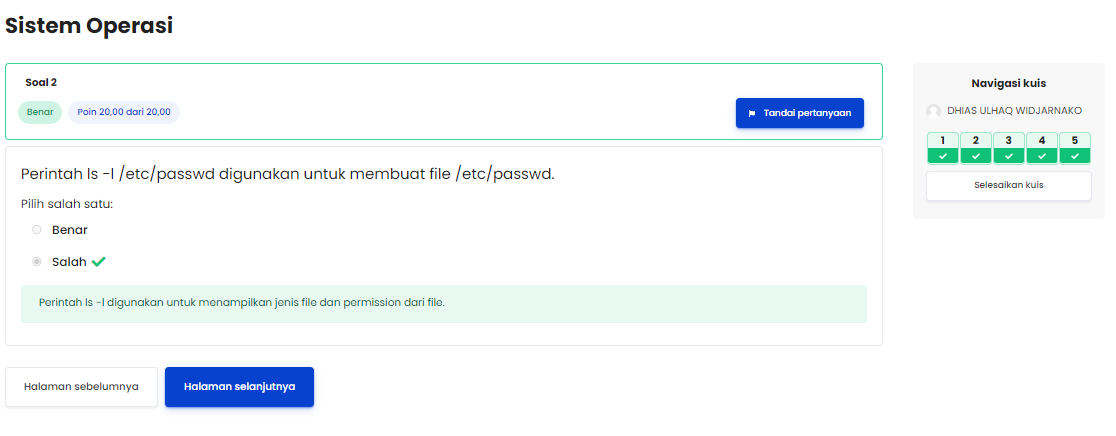 Sistem Operasi
Soal 2
Benar
Poin 20,00 dari 20,00
Tandai pertanyaan
Perintah ls -l /etc/passwd digunakan untuk membuat file /etc/passwd.
Pilih salah satu:
Benar
Salah
Perintah ls -l digunakan untuk menampilkan jenis file dan permission dari file.
Halaman sebelumnya
Halaman selanjutnya
Navigasi kuis
DHIAS ULHAQ WIDJARNAKO
1 2 3 4 5
Selesaikan kuis